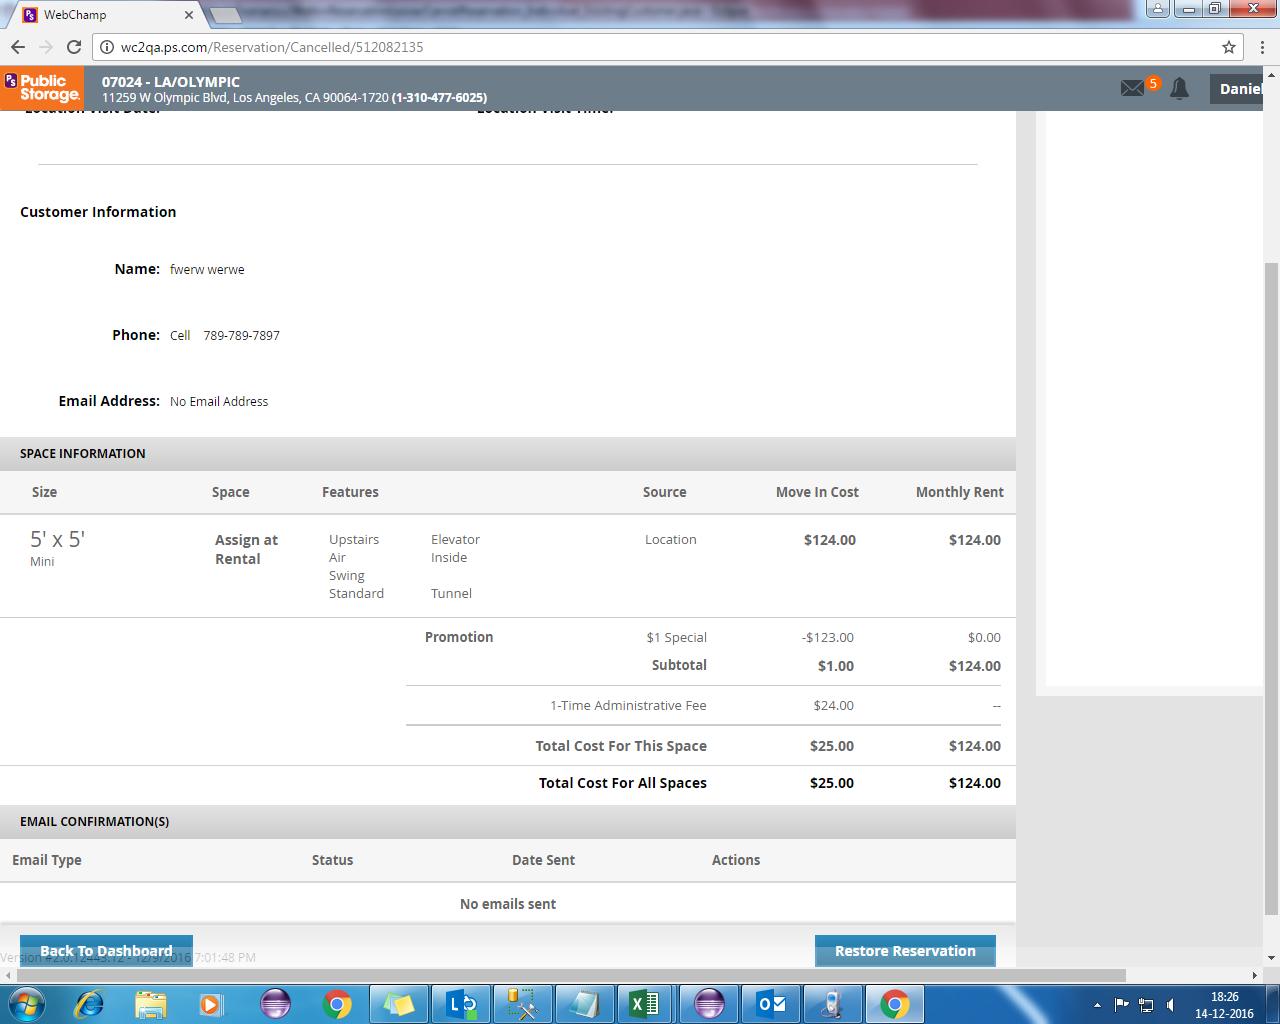 WebChamp
wc2qa.ps.com/Reservation/Cancelled/512082135
Public Storage
07024 - LA/OLYMPIC
11259 W Olympic Blvd, Los Angeles, CA 90064-1720 (1-310-477-6025)
5
Daniel
Location Visit Date: Location Visit Time:
Customer Information
Name: fwerw werwe
Phone: Cell 789-789-7897
Email Address: No Email Address
SPACE INFORMATION
Size Space Features Source Move In Cost Monthly Rent
5' x 5' Assign at Upstairs Elevator Location $124.00 $124.00
Mini Rental Air Inside
Swing
Standard Tunnel
Promotion $1 Special -$123.00 $0.00
Subtotal $1.00 $124.00
1-Time Administrative Fee $24.00 --
Total Cost For This Space $25.00 $124.00
Total Cost For All Spaces $25.00 $124.00
EMAIL CONFIRMATION(S)
Email Type Status Date Sent Actions
No emails sent
Back To Dashboard Restore Reservation
Version #2.0.12443.12 - 12/9/2016 7:01:48 PM
18:26
14-12-2016